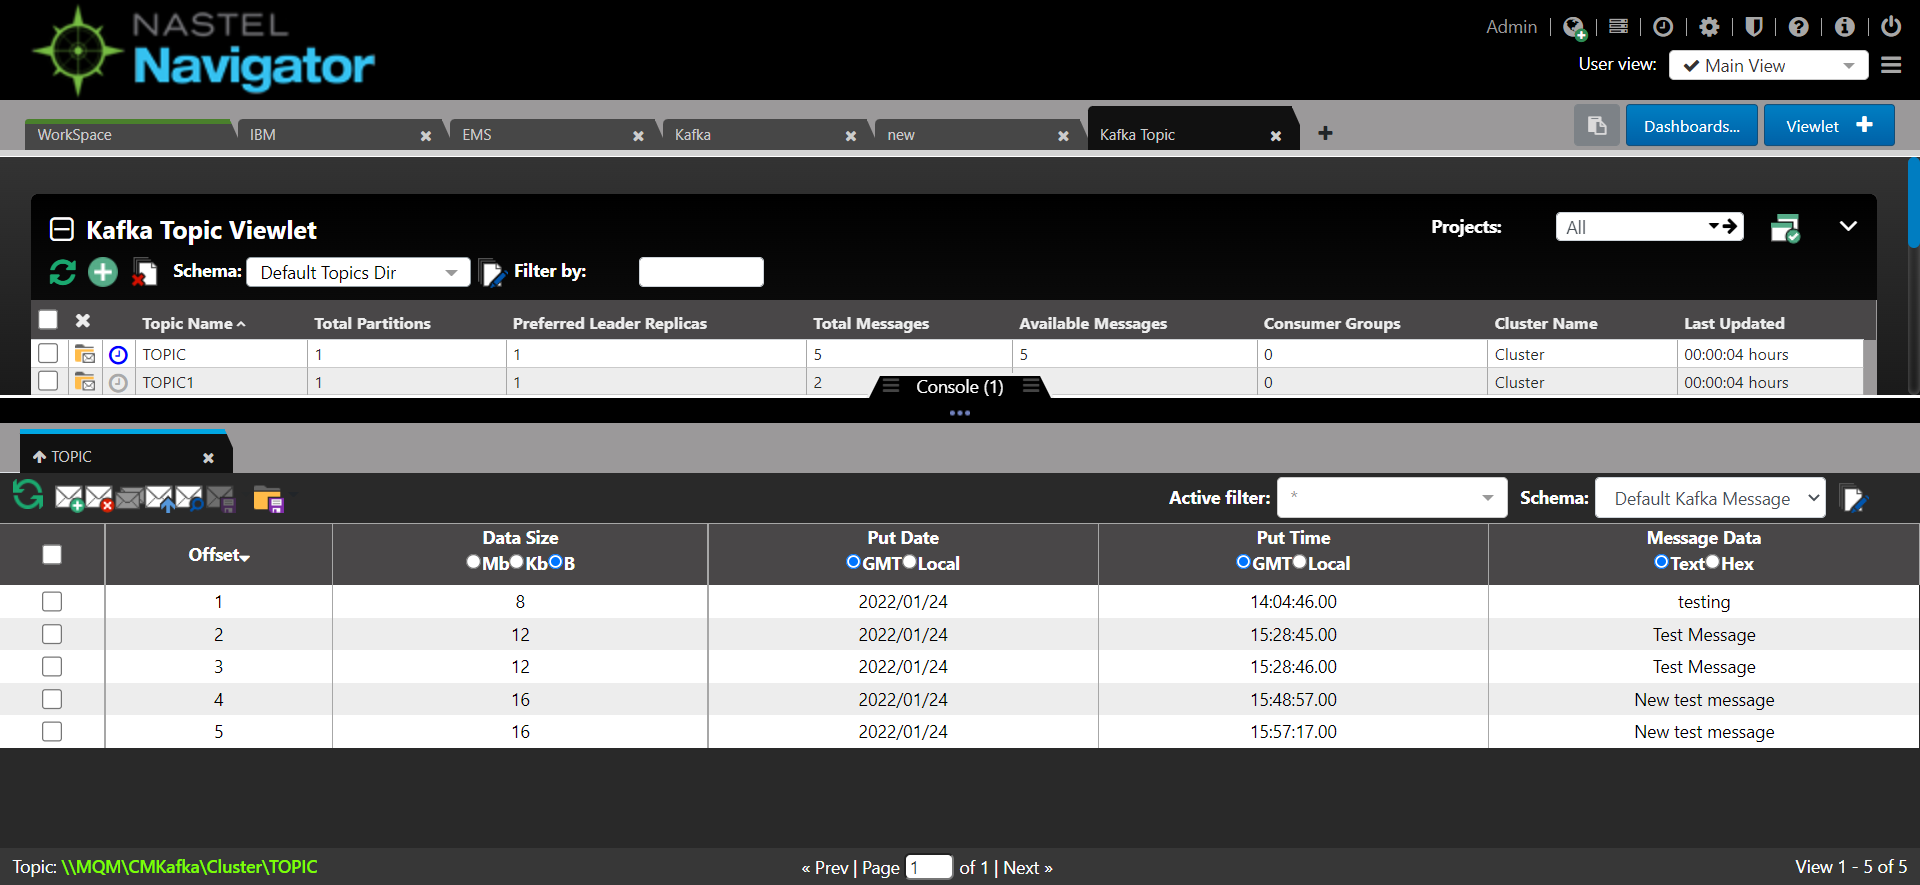 NASTEL
Navigator
Admin
User view: Main View
WorkSpace IBM EMS Kafka new Kafka Topic
Dashboards... Viewlet
Kafka Topic Viewlet
Projects: All
Schema: Default Topics Dir Filter by:
Topic Name Total Partitions Preferred Leader Replicas Total Messages Available Messages Consumer Groups Cluster Name Last Updated
TOPIC 1 1 5 5 0 Cluster 00:00:04 hours
TOPIC1 1 1 2 0 Cluster 00:00:04 hours
Console (1)
TOPIC
Active filter: * Schema: Default Kafka Message
Offset Data Size Put Date Put Time Message Data
Mb Kb B GMT Local GMT Local Text Hex
1 8 2022/01/24 14:04:46.00 testing
2 12 2022/01/24 15:28:45.00 Test Message
3 12 2022/01/24 15:28:46.00 Test Message
4 16 2022/01/24 15:48:57.00 New test message
5 16 2022/01/24 15:57:17.00 New test message
Topic: \\MQM\CMKafka\Cluster\TOPIC « Prev | Page 1 of 1 | Next » View 1 - 5 of 5